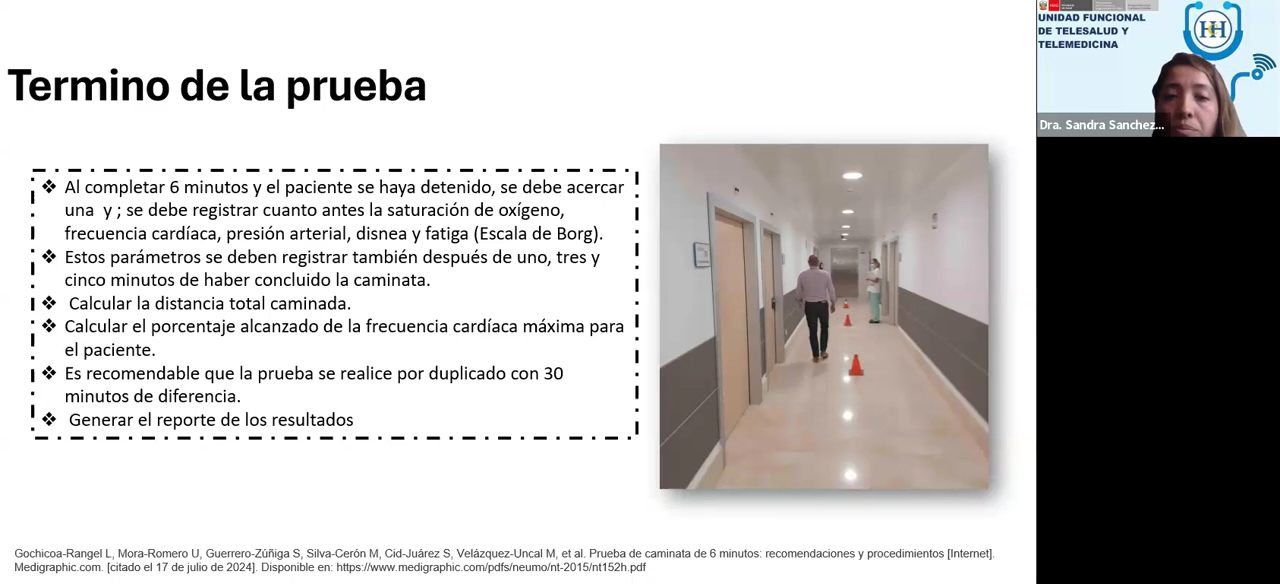 Termino de la prueba
❖ Al completar 6 minutos y el paciente se haya detenido, se debe acercar
una y ; se debe registrar cuanto antes la saturación de oxígeno,
frecuencia cardíaca, presión arterial, disnea y fatiga (Escala de Borg).
❖ Estos parámetros se deben registrar también después de uno, tres y
cinco minutos de haber concluido la caminata.
❖ Calcular la distancia total caminada.
❖ Calcular el porcentaje alcanzado de la frecuencia cardíaca máxima para
el paciente.
❖ Es recomendable que la prueba se realice por duplicado con 30
minutos de diferencia.
❖ Generar el reporte de los resultados
Gochicoa-Rangel L, Mora-Romero U, Guerrero-Zúñiga S, Silva-Cerón M, Cid-Juárez S, Velázquez-Uncal M, et al. Prueba de caminata de 6 minutos: recomendaciones y procedimientos [Internet].
Medigraphic.com. [citado el 17 de julio de 2024]. Disponible en: https://www.medigraphic.com/pdfs/neumo/nt-2015/nt152h.pdf
UNIDAD FUNCIONAL
DE TELESALUD Y
TELEMEDICINA
Dra. Sandra Sanchez...